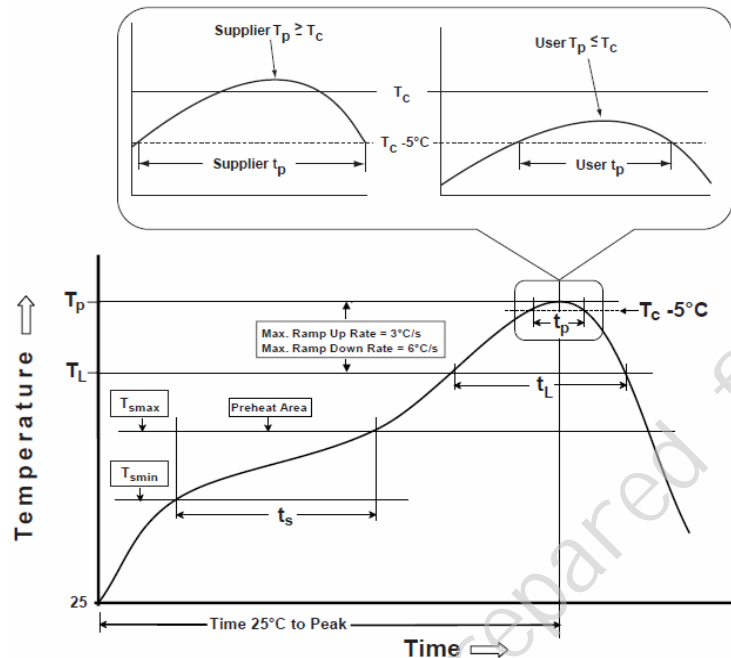 Supplier Tp ≥ Tc
User Tp ≤ Tc
Tc
Tc -5°C
Supplier tp
User tp
Tp
Tc -5°C
tp
Max. Ramp Up Rate = 3°C/s
Max. Ramp Down Rate = 6°C/s
TL
tL
Tsmax
Preheat Area
Tsmin
ts
Temperature
25
Time 25°C to Peak
Time
repared f